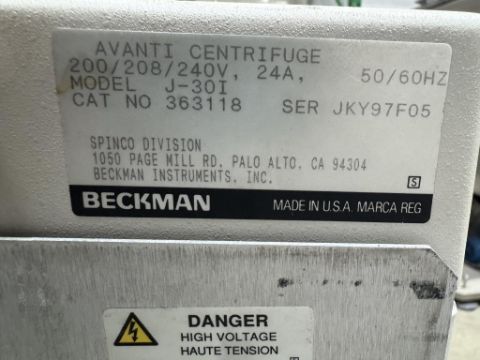 AVANTI CENTRIFUGE
200/208/240V, 24A, 50/60HZ
MODEL J-30I
CAT NO 363118 SER JKY97F05
SPINCO DIVISION
1050 PAGE MILL RD, PALO ALTO, CA 94304
BECKMAN INSTRUMENTS, INC.
S
BECKMAN MADE IN U.S.A. MARCA REG
DANGER
HIGH VOLTAGE
HAUTE TENSION